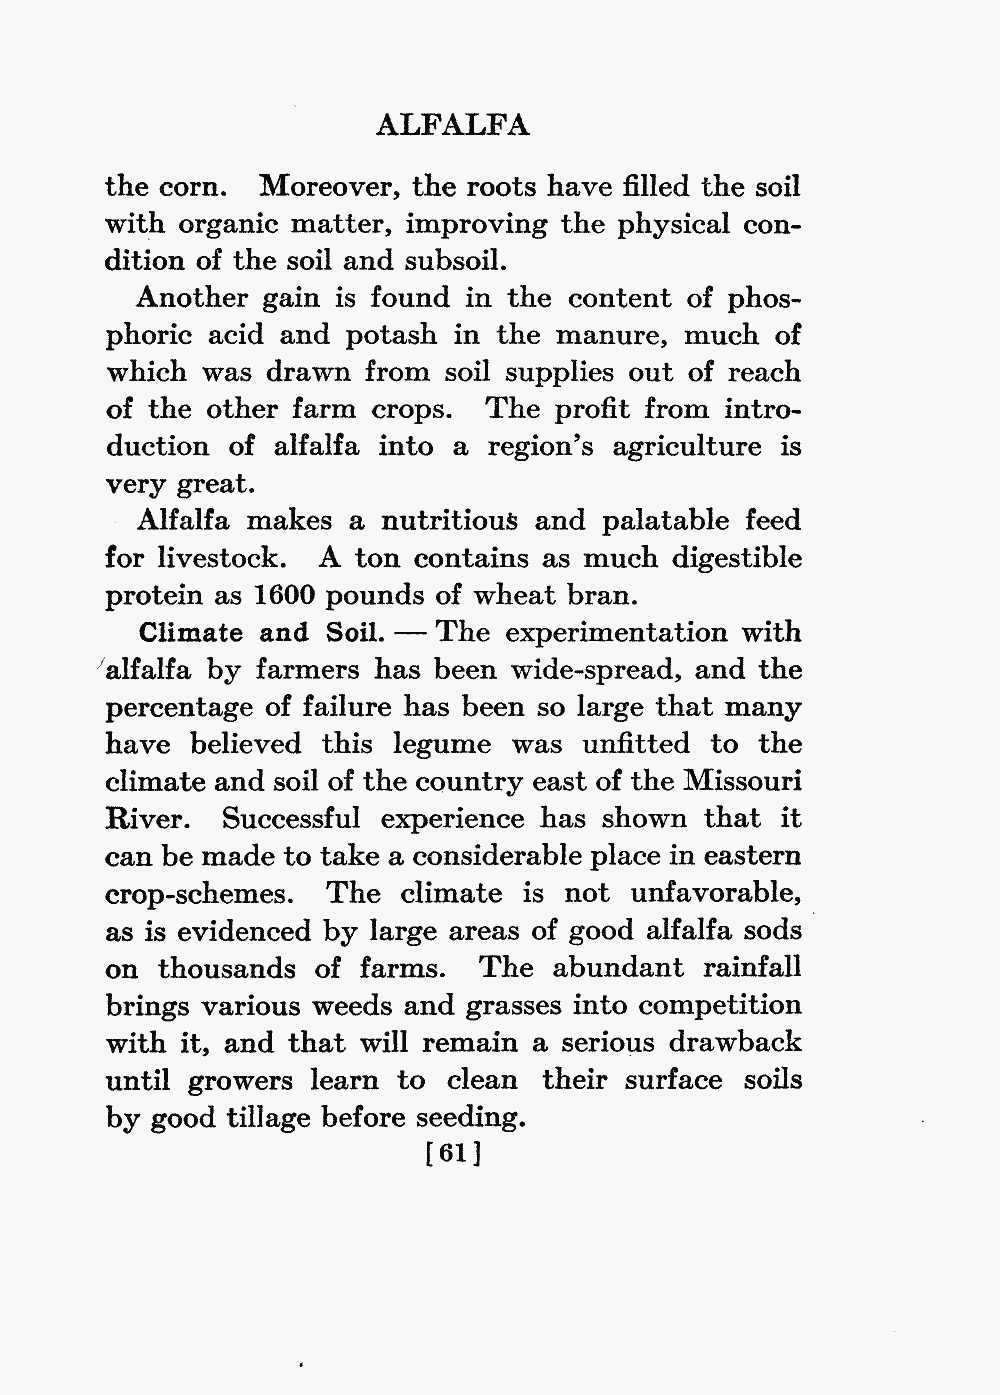 ALFALFA
the corn. Moreover, the roots have filled the soil
with organic matter, improving the physical con-
dition of the soil and subsoil.
Another gain is found in the content of phos-
phoric acid and potash in the manure, much of
which was drawn from soil supplies out of reach
of the other farm crops. The profit from intro-
duction of alfalfa into a region's agriculture is
very great.
Alfalfa makes a nutritious and palatable feed
for livestock. A ton contains as much digestible
protein as 1600 pounds of wheat bran.
Climate and Soil. — The experimentation with
alfalfa by farmers has been wide-spread, and the
percentage of failure has been so large that many
have believed this legume was unfitted to the
climate and soil of the country east of the Missouri
River. Successful experience has shown that it
can be made to take a considerable place in eastern
crop-schemes. The climate is not unfavorable,
as is evidenced by large areas of good alfalfa sods
on thousands of farms. The abundant rainfall
brings various weeds and grasses into competition
with it, and that will remain a serious drawback
until growers learn to clean their surface soils
by good tillage before seeding.
[61]